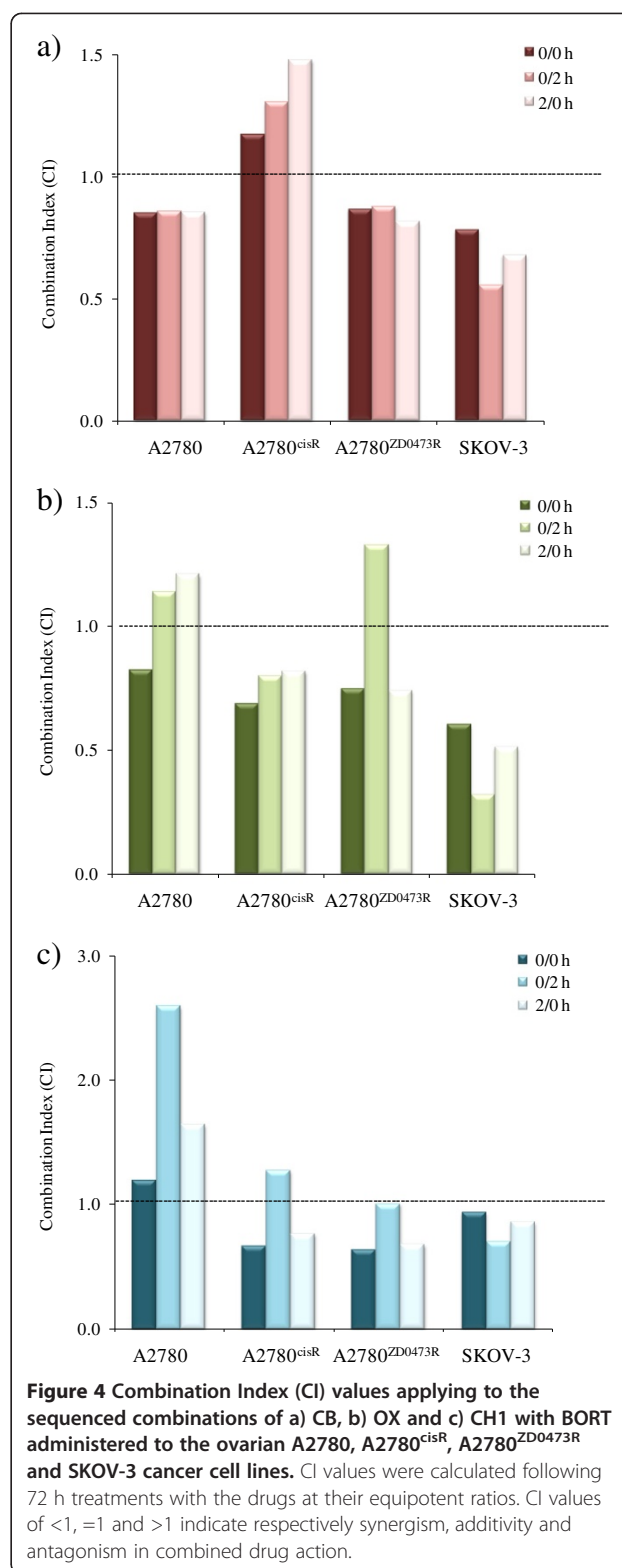 a)
0/0 h
0/2 h
2/0 h
1.5
1.0
0.5
0.0
Combination Index (CI)
A2780 A2780cisR A2780ZD0473R SKOV-3
b)
0/0 h
0/2 h
2/0 h
1.5
1.0
0.5
0.0
Combination Index (CI)
A2780 A2780cisR A2780ZD0473R SKOV-3
c)
0/0 h
0/2 h
2/0 h
3.0
2.0
1.0
0.0
Combination Index (CI)
A2780 A2780cisR A2780ZD0473R SKOV-3
Figure 4 Combination Index (CI) values applying to the
sequenced combinations of a) CB, b) OX and c) CH1 with BORT
administered to the ovarian A2780, A2780cisR, A2780ZD0473R
and SKOV-3 cancer cell lines. CI values were calculated following
72 h treatments with the drugs at their equipotent ratios. CI values
of <1, =1 and >1 indicate respectively synergism, additivity and
antagonism in combined drug action.